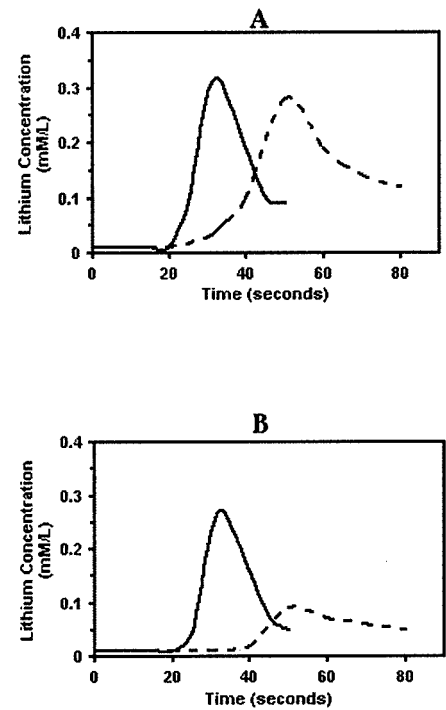 A
Lithium Concentration
(mM/L)
0.4
0.3
0.2
0.1
0
0 20 40 60 80
Time (seconds)
B
Lithium Concentration
(mM/L)
0.4
0.3
0.2
0.1
0
0 20 40 60 80
Time (seconds)